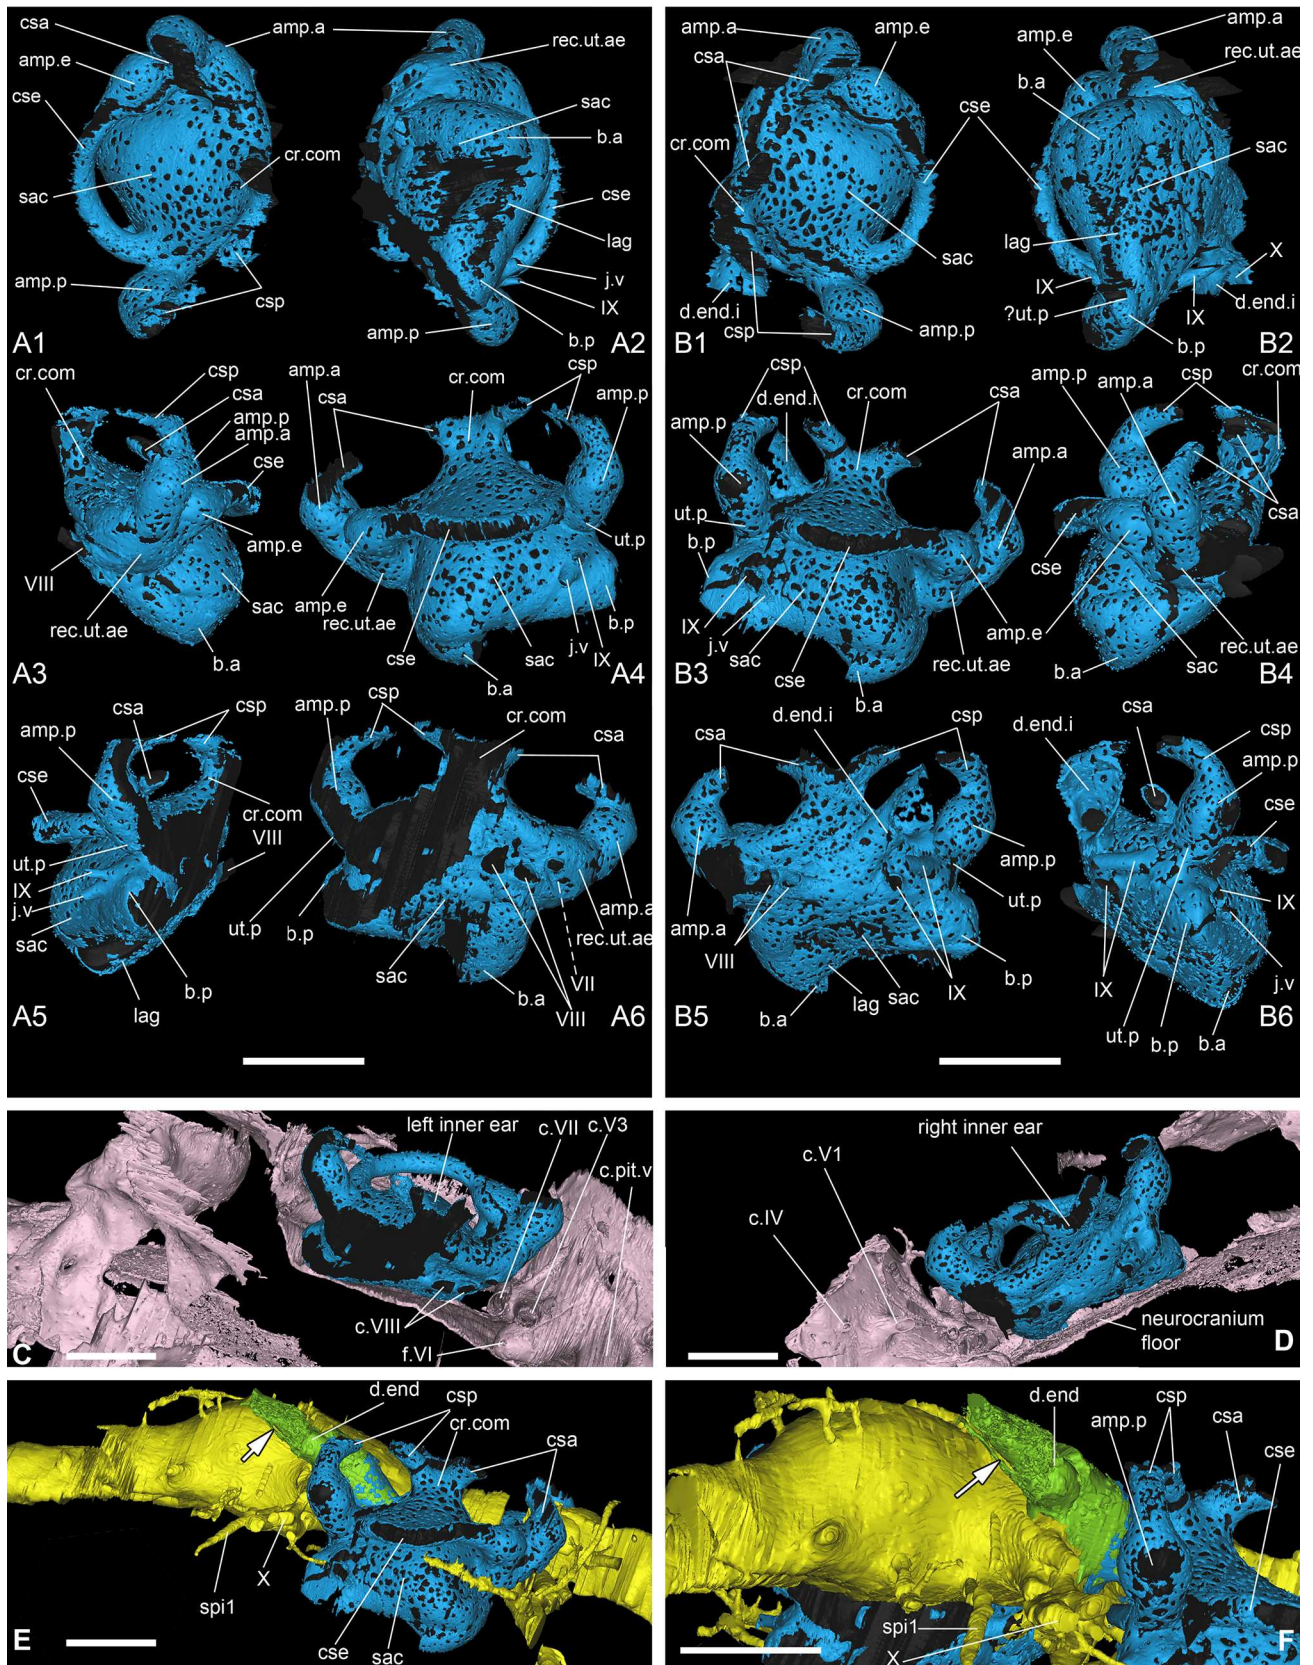 csa
amp.a
amp.e
rec.ut.ae
cse
sac
b.a
cr.com
cse
sac
lag
amp.p
j.v
csp
IX
amp.p
b.p
A1
A2
amp.a
amp.e
amp.a
csa
rec.ut.ae
amp.e
b.a
cse
cr.com
sac
lag
sac
X
IX
d.end.i
?ut.p
IX
d.end.i
csp
amp.p
b.p
B1
B2
cr.com
csp
csa
amp.p
amp.a
cse
VIII
amp.e
rec.ut.ae
sac
b.a
A3
amp.a
cr.com
csp
csa
amp.p
ut.p
amp.e
rec.ut.ae
b.p
cse
sac
j.v
IX
b.a
A4
csp
d.end.i
cr.com
amp.p
csa
amp.a
ut.p
b.p
IX
j.v
sac
cse
amp.e
rec.ut.ae
b.a
B3
amp.p
amp.a
csp
cr.com
cse
csa
rec.ut.ae
sac
b.a
B4
csa
csp
amp.p
cse
cr.com
VIII
ut.p
IX
j.v
sac
b.p
lag
A5
csp
amp.p
cr.com
csa
ut.p
b.p
amp.a
rec.ut.ae
sac
VII
b.a
VIII
A6
d.end.i
csp
csa
amp.p
ut.p
amp.a
VIII
b.p
IX
sac
lag
b.a
B5
csa
d.end.i
csp
amp.p
cse
IX
IX
j.v
ut.p
b.p
b.a
B6
left inner ear
c.VII
c.V3
c.pit.v
c.VIII
f.VI
C
right inner ear
c.V1
c.IV
neurocranium
floor
D
d.end
csp
cr.com
csa
X
spi1
cse
sac
E
d.end
csp
amp.p
csa
cse
spi1
X
F